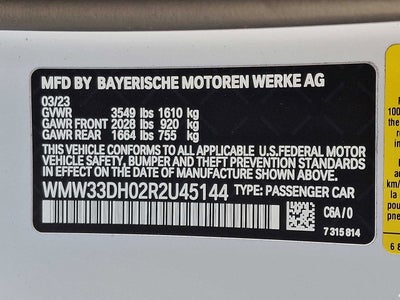 MFD BY BAYERISCHE MOTOREN WERKE AG
03/23
GVWR 3549 lbs 1610 kg
GAWR FRONT 2028 lbs 920 kg
GAWR REAR 1664 lbs 755 kg
THIS VEHICLE CONFORMS TO ALL APPLICABLE U.S.FEDERAL MOTOR
VEHICLE SAFETY, BUMPER, AND THEFT PREVENTION STANDARDS
IN EFFECT ON THE DATE OF MANUFACTURE SHOWN ABOVE.
WMW33DH02R2U45144 TYPE: PASSENGER CAR
C6A / 0
7 315 814